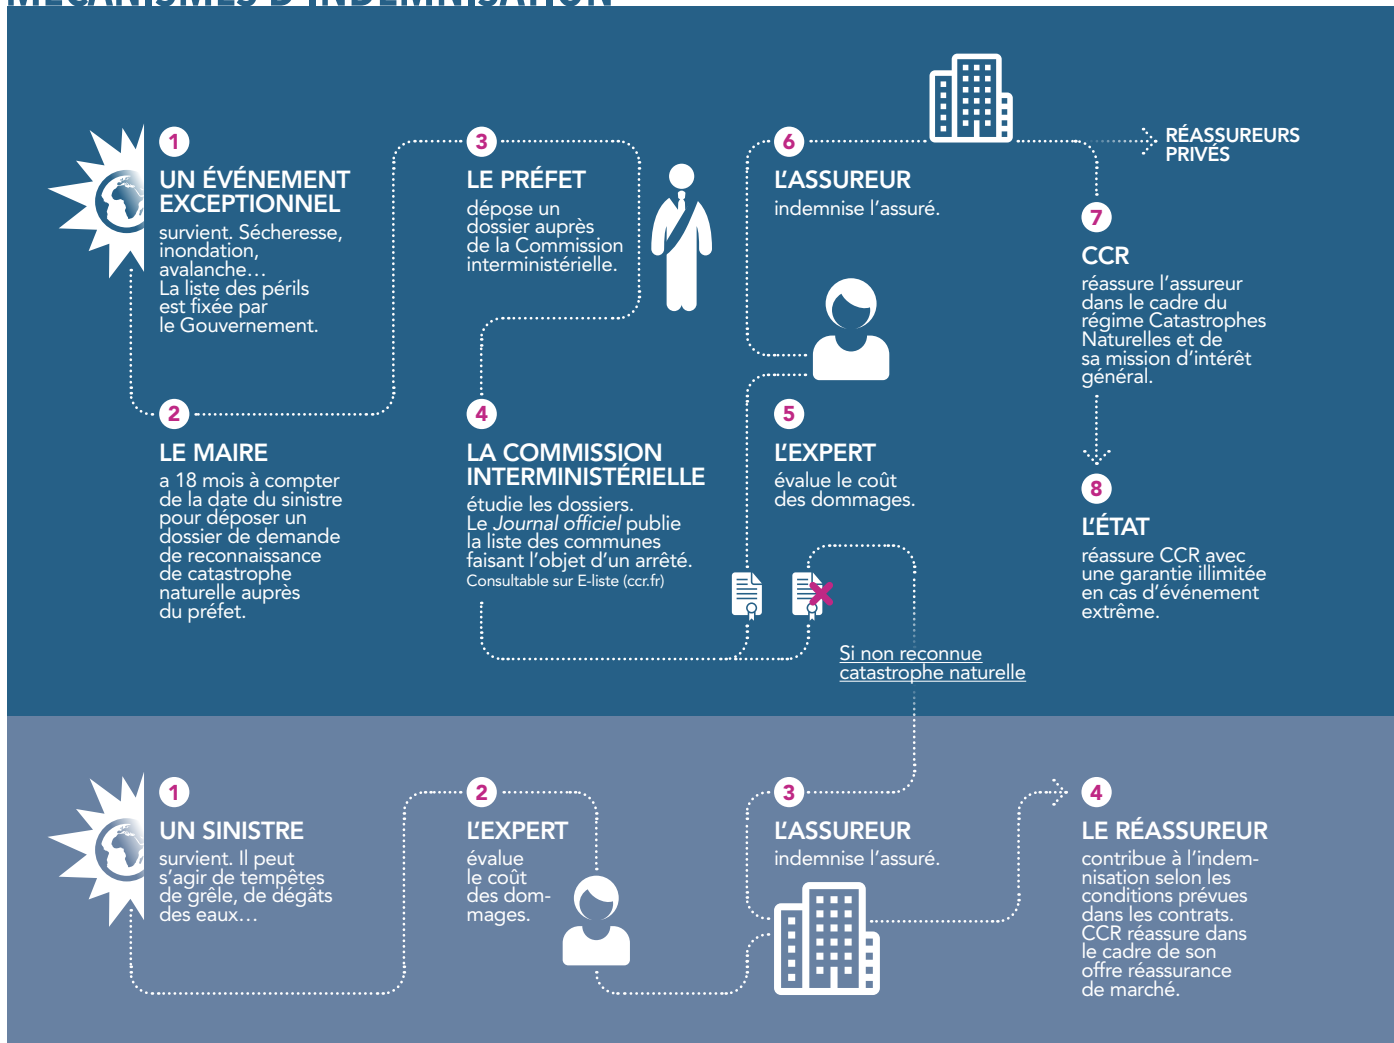 MÉCANISMES D'INDEMNISATION
1
UN ÉVÉNEMENT
EXCEPTIONNEL
survient. Sécheresse,
inondation,
avalanche…
La liste des périls
est fixée par
le Gouvernement.
2
LE MAIRE
a 18 mois à compter
de la date du sinistre
pour déposer un
dossier de demande
de reconnaissance
de catastrophe
naturelle auprès
du préfet.
3
LE PRÉFET
dépose un
dossier auprès
de la Commission
interministérielle.
4
LA COMMISSION
INTERMINISTÉRIELLE
étudie les dossiers.
Le Journal officiel publie
la liste des communes
faisant l'objet d'un arrêté.
Consultable sur E-liste (ccr.fr)
5
L'EXPERT
évalue le coût
des dommages.
6
L'ASSUREUR
indemnise l'assuré.
RÉASSUREURS
PRIVÉS
7
CCR
réassure l'assureur
dans le cadre du
régime Catastrophes
Naturelles et de
sa mission d'intérêt
général.
8
L'ÉTAT
réassure CCR avec
une garantie illimitée
en cas d'événement
extrême.
Si non reconnue
catastrophe naturelle
1
UN SINISTRE
survient. Il peut
s'agir de tempêtes
de grêle, de dégâts
des eaux…
2
L'EXPERT
évalue
le coût
des dom-
mages.
3
L'ASSUREUR
indemnise l'assuré.
4
LE RÉASSUREUR
contribue à l'indem-
nisation selon les
conditions prévues
dans les contrats.
CCR réassure dans
le cadre de son
offre réassurance
de marché.